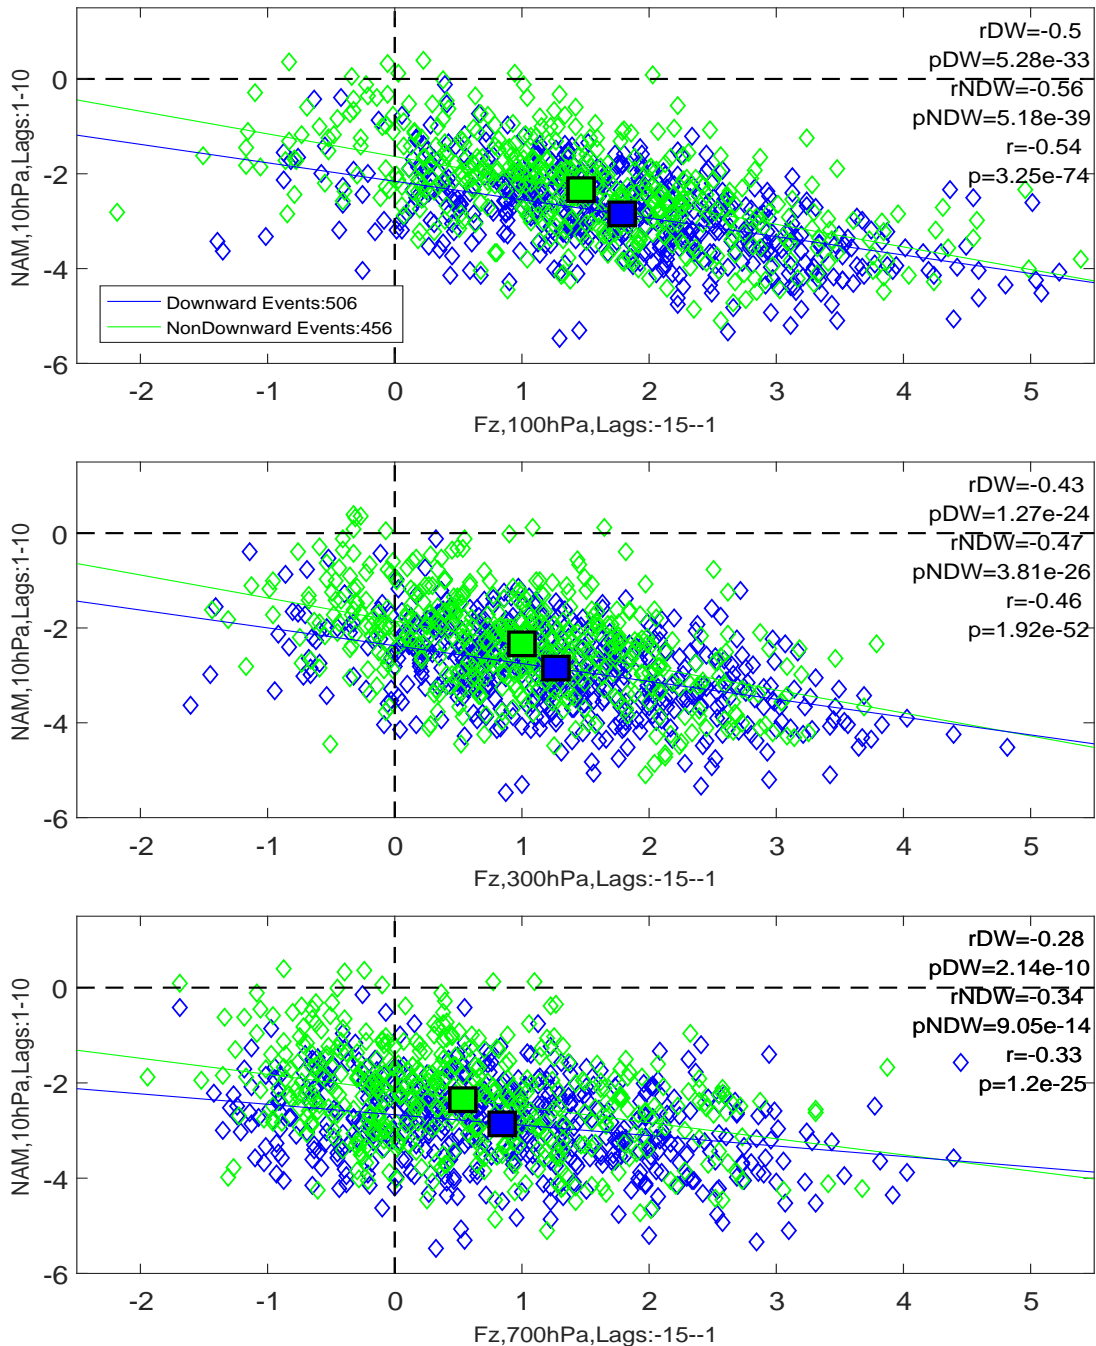 rDW=-0.5
pDW=5.28e-33
rNDW=-0.56
pNDW=5.18e-39
r=-0.54
p=3.25e-74
0
-2
-4
-6
NAM,10hPa,Lags:1-10
Downward Events:506
NonDownward Events:456
-2 -1 0 1 2 3 4 5
Fz,100hPa,Lags:-15--1
rDW=-0.43
pDW=1.27e-24
rNDW=-0.47
pNDW=3.81e-26
r=-0.46
p=1.92e-52
0
-2
-4
-6
NAM,10hPa,Lags:1-10
-2 -1 0 1 2 3 4 5
Fz,300hPa,Lags:-15--1
rDW=-0.28
pDW=2.14e-10
rNDW=-0.34
pNDW=9.05e-14
r=-0.33
p=1.2e-25
0
-2
-4
-6
NAM,10hPa,Lags:1-10
-2 -1 0 1 2 3 4 5
Fz,700hPa,Lags:-15--1